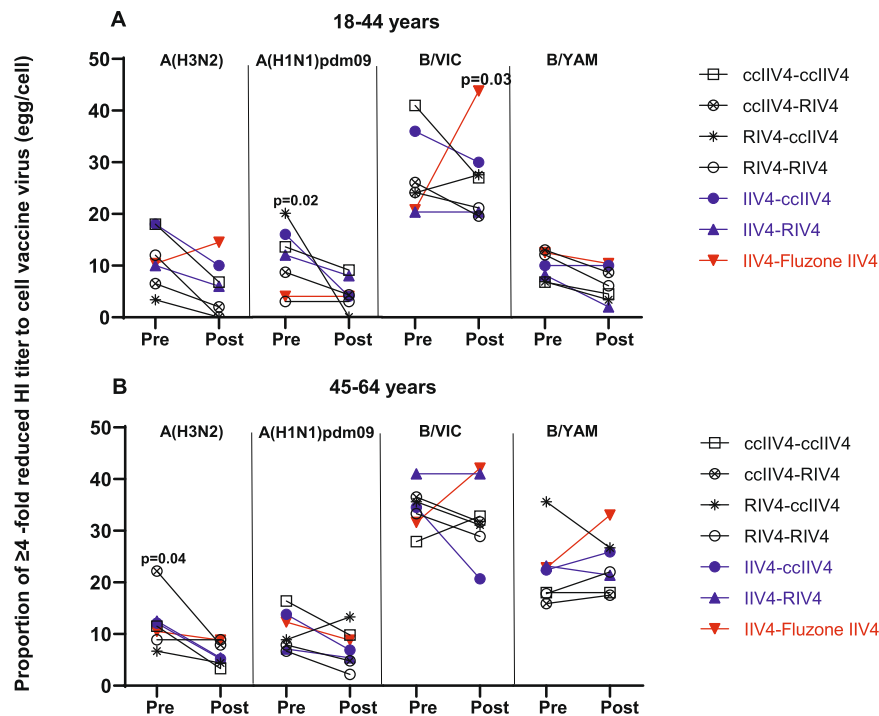 Proportion of ≥4 -fold reduced HI titer to cell vaccine virus (egg/cell)
A
18-44 years
A(H3N2) A(H1N1)pdm09 B/VIC B/YAM
50
40
30
20
10
0
p=0.02
p=0.03
Pre Post Pre Post Pre Post Pre Post
ccIIV4-ccIIV4
ccIIV4-RIV4
RIV4-ccIIV4
RIV4-RIV4
IIV4-ccIIV4
IIV4-RIV4
IIV4-Fluzone IIV4
B
45-64 years
A(H3N2) A(H1N1)pdm09 B/VIC B/YAM
50
40
30
20
10
0
p=0.04
Pre Post Pre Post Pre Post Pre Post
ccIIV4-ccIIV4
ccIIV4-RIV4
RIV4-ccIIV4
RIV4-RIV4
IIV4-ccIIV4
IIV4-RIV4
IIV4-Fluzone IIV4